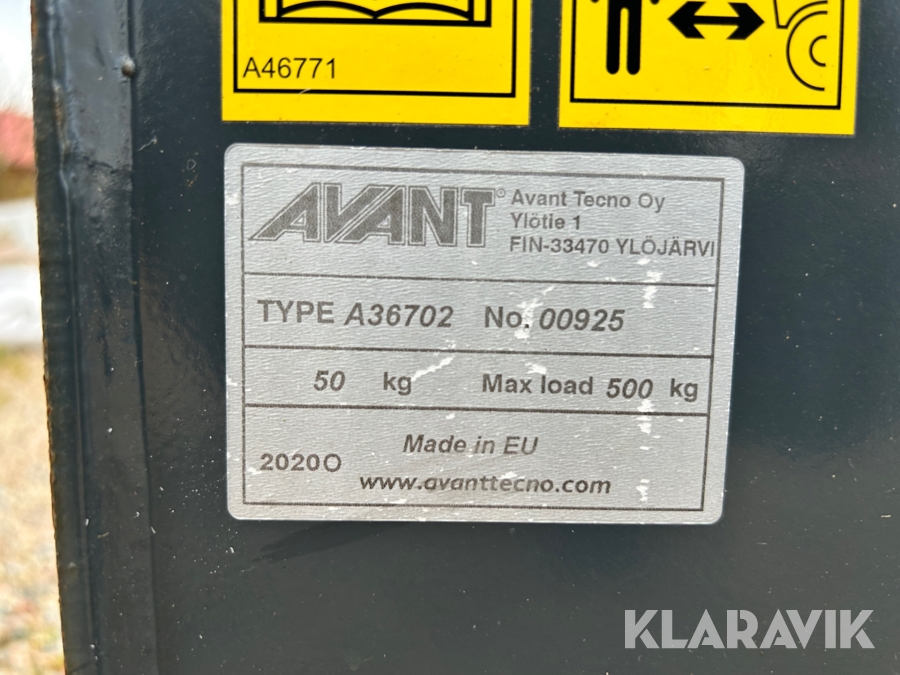 A46771
AVANT® Avant Tecno Oy
Ylötie 1
FIN-33470 YLÖJÄRVI
TYPE A36702 No. 00925
50 kg Max load 500 kg
Made in EU
2020O
www.avanttecno.com
KLARAVIK